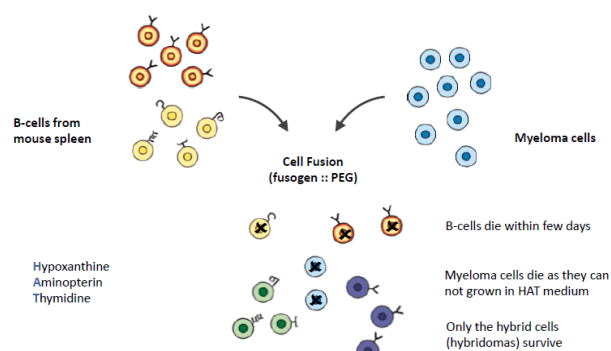 B-cells from
mouse spleen
Myeloma cells
Cell Fusion
(fusogen :: PEG)
B-cells die within few days
Hypoxanthine
Aminopterin
Thymidine
Myeloma cells die as they can
not grown in HAT medium
Only the hybrid cells
(hybridomas) survive